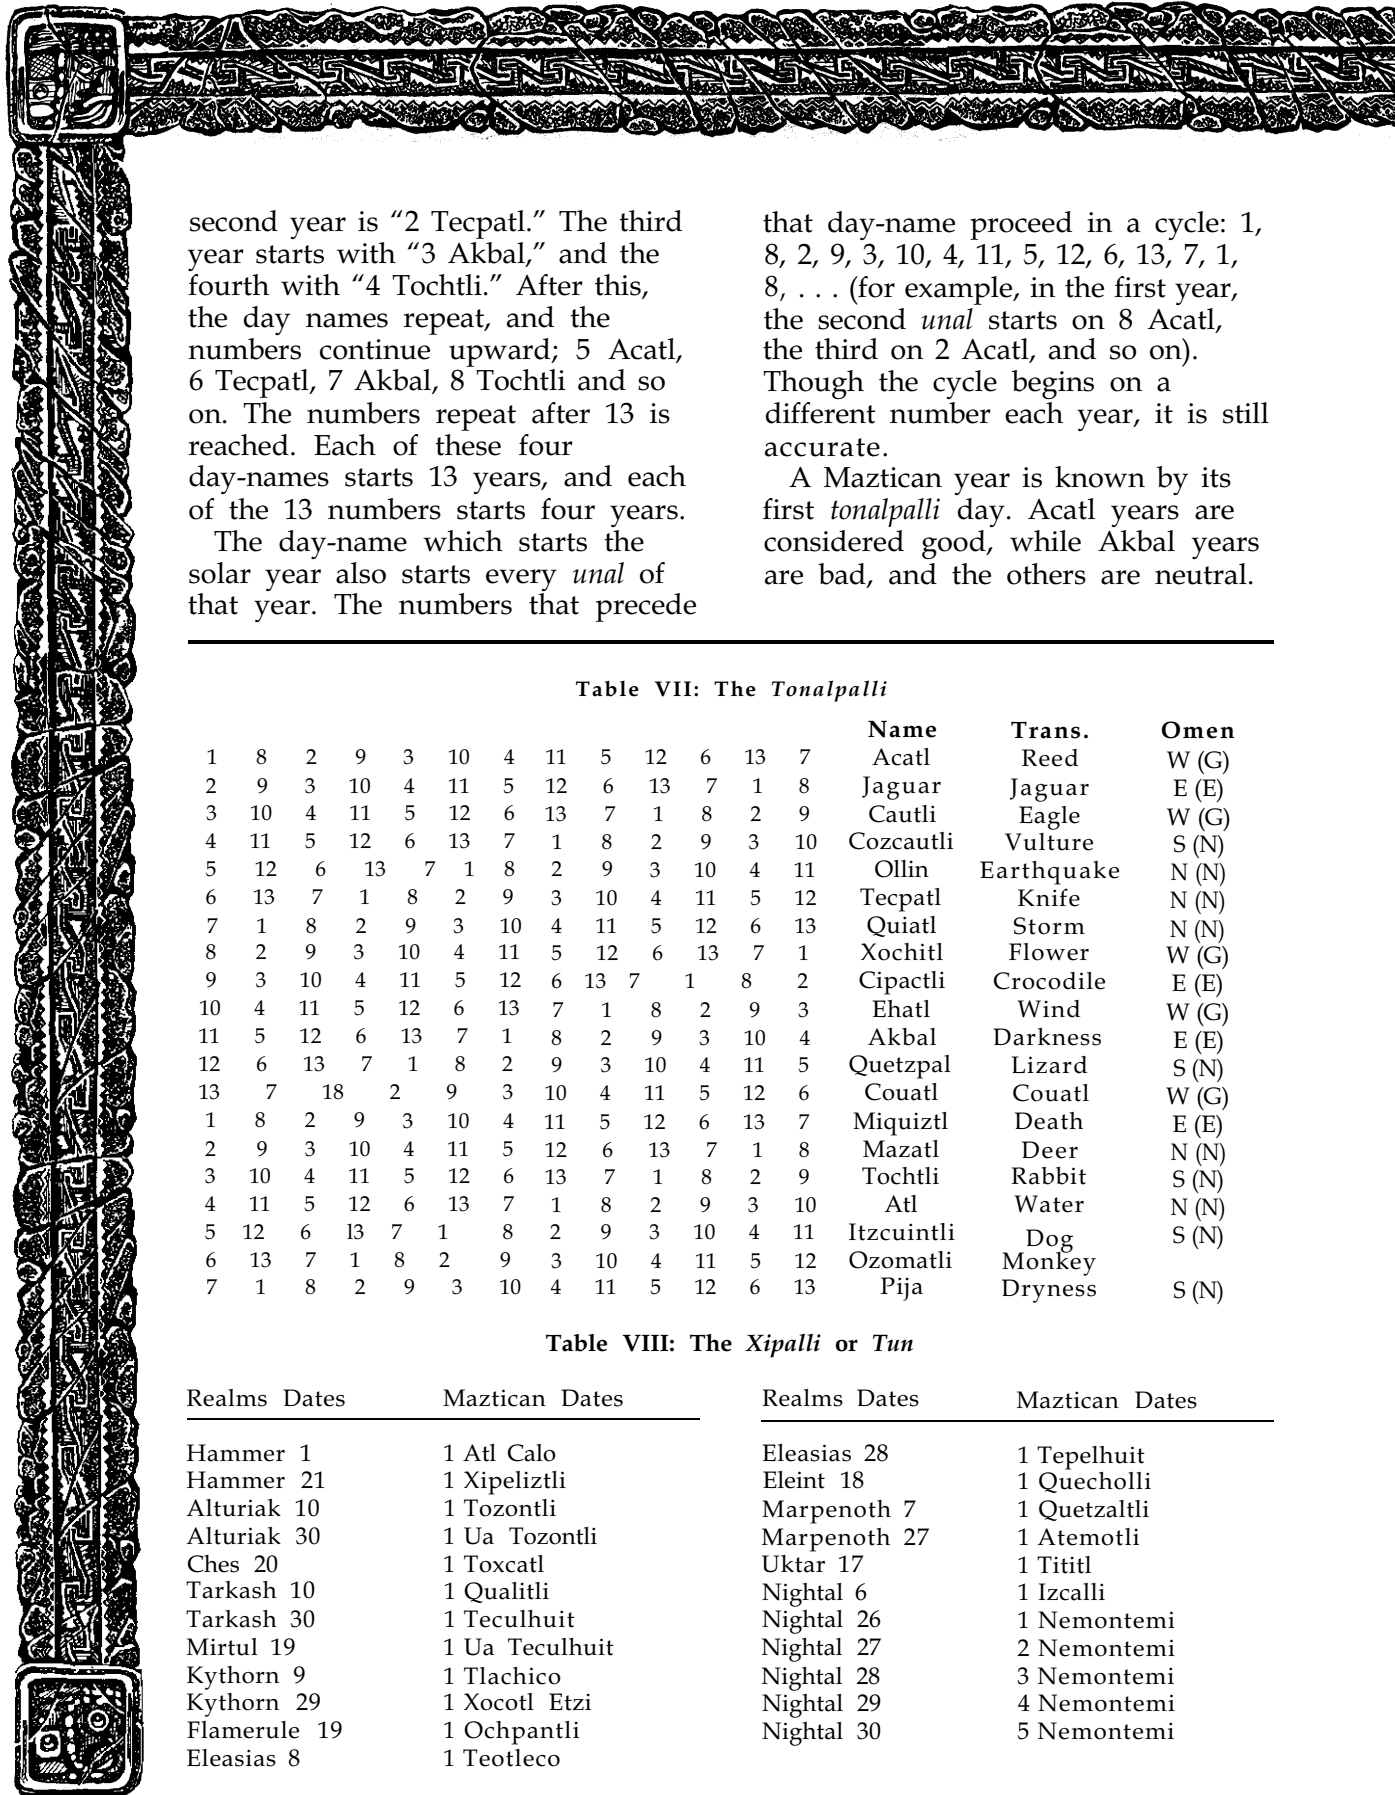 second year is “2 Tecpatl.” The third
year starts with “3 Akbal,” and the
fourth with “4 Tochtli.” After this,
the day names repeat, and the
numbers continue upward; 5 Acatl,
6 Tecpatl, 7 Akbal, 8 Tochtli and so
on. The numbers repeat after 13 is
reached. Each of these four
day-names starts 13 years, and each
of the 13 numbers starts four years.
The day-name which starts the
solar year also starts every unal of
that year. The numbers that precede
that day-name proceed in a cycle: 1,
8, 2, 9, 3, 10, 4, 11, 5, 12, 6, 13, 7, 1,
8, . . . (for example, in the first year,
the second unal starts on 8 Acatl,
the third on 2 Acatl, and so on).
Though the cycle begins on a
different number each year, it is still
accurate.
A Maztican year is known by its
first tonalpalli day. Acatl years are
considered good, while Akbal years
are bad, and the others are neutral.
Table VII: The Tonalpalli
Name Trans. Omen
1 8 2 9 3 10 4 11 5 12 6 13 7 Acatl Reed W (G)
2 9 3 10 4 11 5 12 6 13 7 1 8 Jaguar Jaguar E (E)
3 10 4 11 5 12 6 13 7 1 8 2 9 Cautli Eagle W (G)
4 11 5 12 6 13 7 1 8 2 9 3 10 Cozcautli Vulture S (N)
5 12 6 13 7 1 8 2 9 3 10 4 11 Ollin Earthquake N (N)
6 13 7 1 8 2 9 3 10 4 11 5 12 Tecpatl Knife N (N)
7 1 8 2 9 3 10 4 11 5 12 6 13 Quiatl Storm N (N)
8 2 9 3 10 4 11 5 12 6 13 7 1 Xochitl Flower W (G)
9 3 10 4 11 5 12 6 13 7 1 8 2 Cipactli Crocodile E (E)
10 4 11 5 12 6 13 7 1 8 2 9 3 Ehatl Wind W (G)
11 5 12 6 13 7 1 8 2 9 3 10 4 Akbal Darkness E (E)
12 6 13 7 1 8 2 9 3 10 4 11 5 Quetzpal Lizard S (N)
13 7 18 2 9 3 10 4 11 5 12 6 Couatl Couatl W (G)
1 8 2 9 3 10 4 11 5 12 6 13 7 Miquiztl Death E (E)
2 9 3 10 4 11 5 12 6 13 7 1 8 Mazatl Deer N (N)
3 10 4 11 5 12 6 13 7 1 8 2 9 Tochtli Rabbit S (N)
4 11 5 12 6 13 7 1 8 2 9 3 10 Atl Water N (N)
5 12 6 13 7 1 8 2 9 3 10 4 11 Itzcuintli Dog S (N)
6 13 7 1 8 2 9 3 10 4 11 5 12 Ozomatli Monkey
7 1 8 2 9 3 10 4 11 5 12 6 13 Pija Dryness S (N)
Table VIII: The Xipalli or Tun
Realms Dates Maztican Dates
Hammer 1 1 Atl Calo
Hammer 21 1 Xipeliztli
Alturiak 10 1 Tozontli
Alturiak 30 1 Ua Tozontli
Ches 20 1 Toxcatl
Tarkash 10 1 Qualitli
Tarkash 30 1 Teculhuit
Mirtul 19 1 Ua Teculhuit
Kythorn 9 1 Tlachico
Kythorn 29 1 Xocotl Etzi
Flamerule 19 1 Ochpantli
Eleasias 8 1 Teotleco
Realms Dates Maztican Dates
Eleasias 28 1 Tepelhuit
Eleint 18 1 Quecholli
Marpenoth 7 1 Quetzaltli
Marpenoth 27 1 Atemotli
Uktar 17 1 Tititl
Nightal 6 1 Izcalli
Nightal 26 1 Nemontemi
Nightal 27 2 Nemontemi
Nightal 28 3 Nemontemi
Nightal 29 4 Nemontemi
Nightal 30 5 Nemontemi